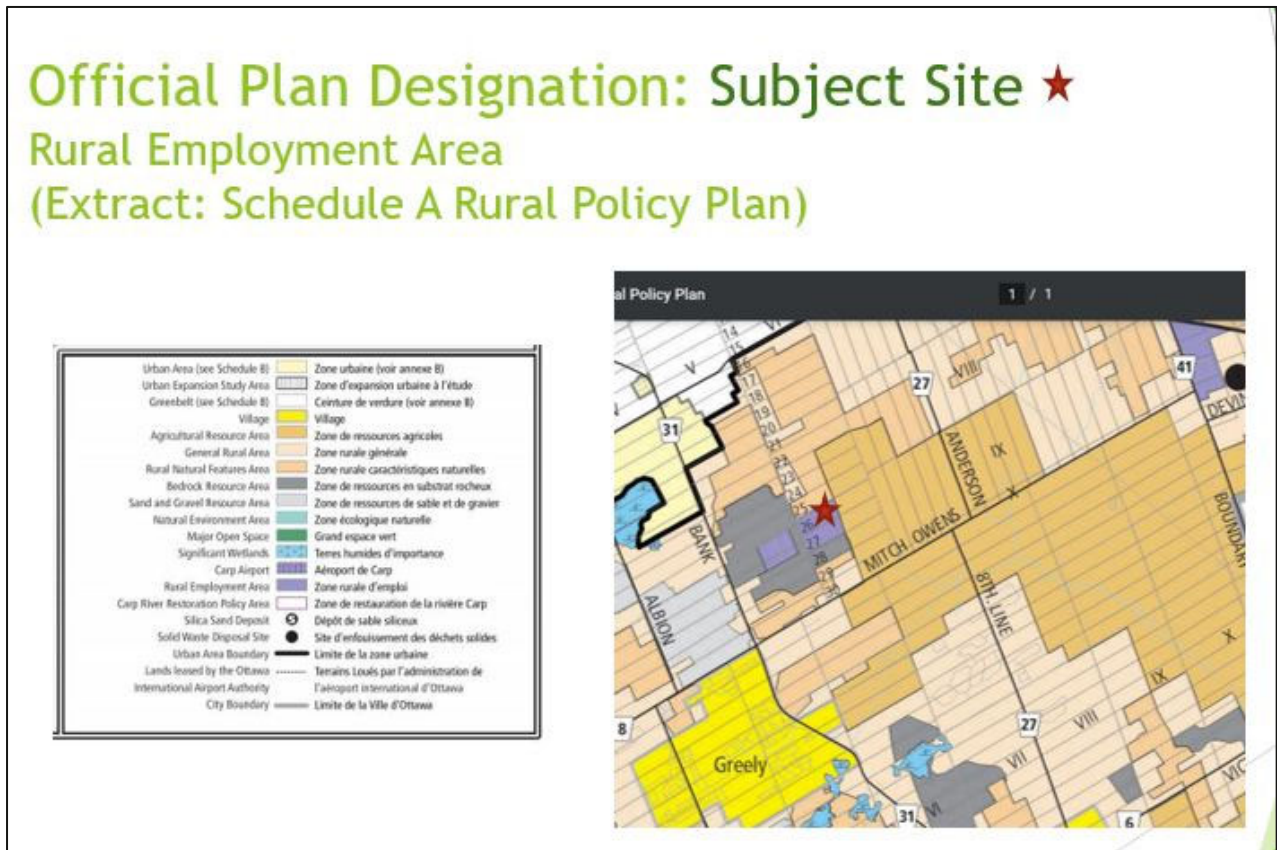 Official Plan Designation: Subject Site
Rural Employment Area
(Extract: Schedule A Rural Policy Plan)
Urban Area (see Schedule B) Zone urbaine (voir annexe B)
Urban Expansion Study Area Zone d'expansion urbaine à l'étude
Greenbelt (see Schedule B) Ceinture de verdure (voir annexe B)
Village Village
Agricultural Resource Area Zone de ressources agricoles
General Rural Area Zone rurale générale
Rural Natural Features Area Zone rurale caractéristiques naturelles
Bedrock Resource Area Zone de ressources en substrat rocheux
Sand and Gravel Resource Area Zone de ressources de sable et de gravier
Natural Environment Area Zone écologique naturelle
Major Open Space Grand espace vert
Significant Wetlands Terres humides d'importance
Carp Airport Aéroport de Carp
Rural Employment Area Zone rurale d'emploi
Carp River Restoration Policy Area Zone de restauration de la rivière Carp
Silica Sand Deposit S Dépôt de sable siliceux
Solid Waste Disposal Site Site d'enfouissement des déchets solides
Urban Area Boundary Limite de la zone urbaine
Lands leased by the Ottawa Terrains Loués par l'administration de
International Airport Authority l'aéroport international d'Ottawa
City Boundary Limite de la Ville d'Ottawa
al Policy Plan 1 / 1
14
15
16
17
18
19
20
21
22
23
24
25
26
27
28
V
VI
31
27
VIII
41
DEVIN
ANDERSON
IX
X
BOUNDARY
BANK
MITCH OWENS
ALBION
8TH LINE
X
IX
8
Greely
27
VIII
VII
VI
31
6
VIC